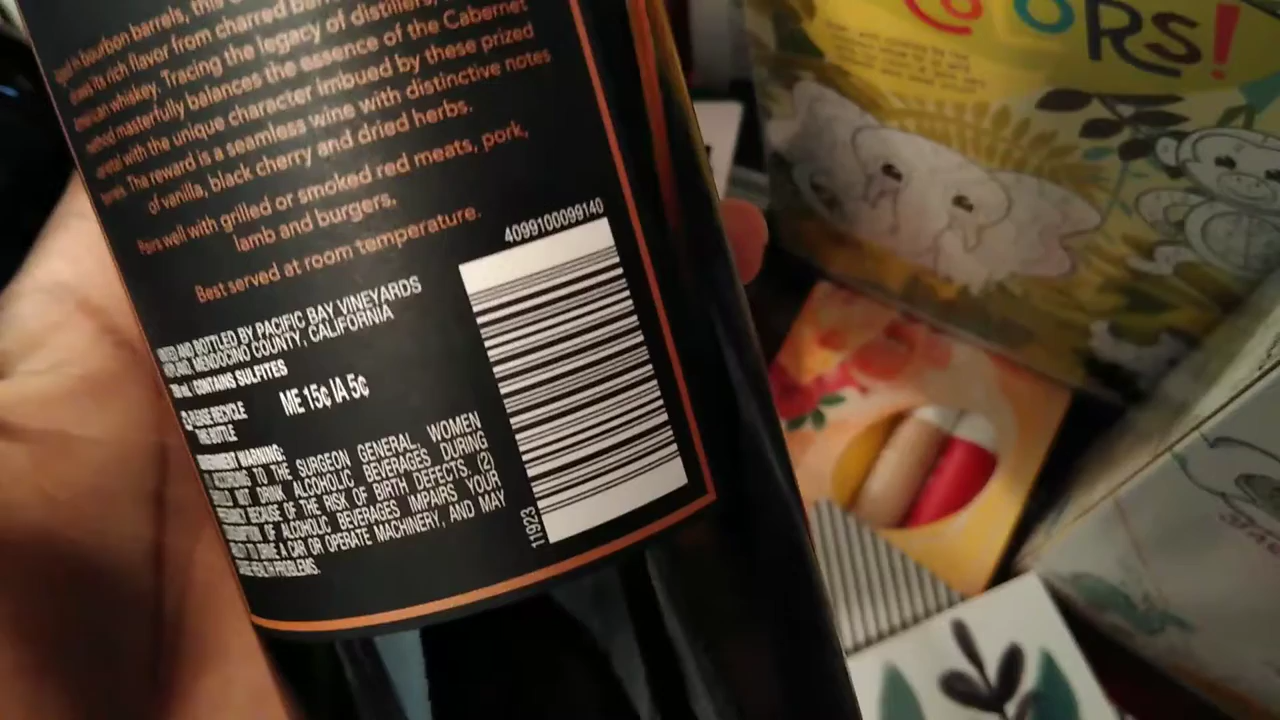 bourbon barrels, this
its rich flavor from charred
whiskey. Tracing the legacy of distillers,
masterfully balances the essence of the Cabernet
with the unique character imbued by these prized
The reward is a seamless wine with distinctive notes
of vanilla, black cherry and dried herbs.
Pairs well with grilled or smoked red meats, pork,
lamb and burgers.
Best served at room temperature.
4099100099140
AND BOTTLED BY PACIFIC BAY VINEYARDS
MENDOCINO COUNTY, CALIFORNIA
CONTAINS SULFITES
PLEASE RECYCLE
THIS BOTTLE
ME 15¢ IA 5¢
WARNING:
TO THE SURGEON GENERAL, WOMEN
NOT DRINK ALCOHOLIC BEVERAGES DURING
BECAUSE OF THE RISK OF BIRTH DEFECTS. (2)
OF ALCOHOLIC BEVERAGES IMPAIRS YOUR
TO DRIVE A CAR OR OPERATE MACHINERY, AND MAY
HEALTH PROBLEMS.
11923
ORS!